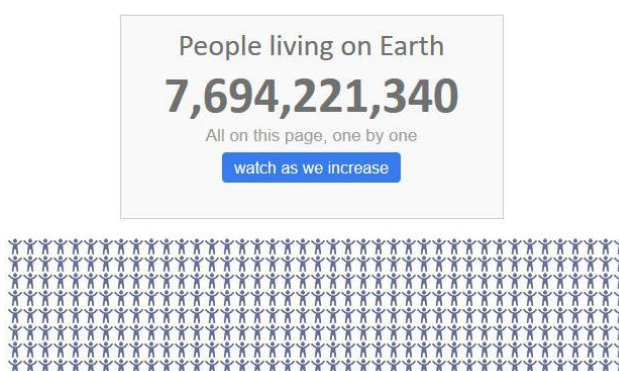 People living on Earth
7,694,221,340
All on this page, one by one
watch as we increase